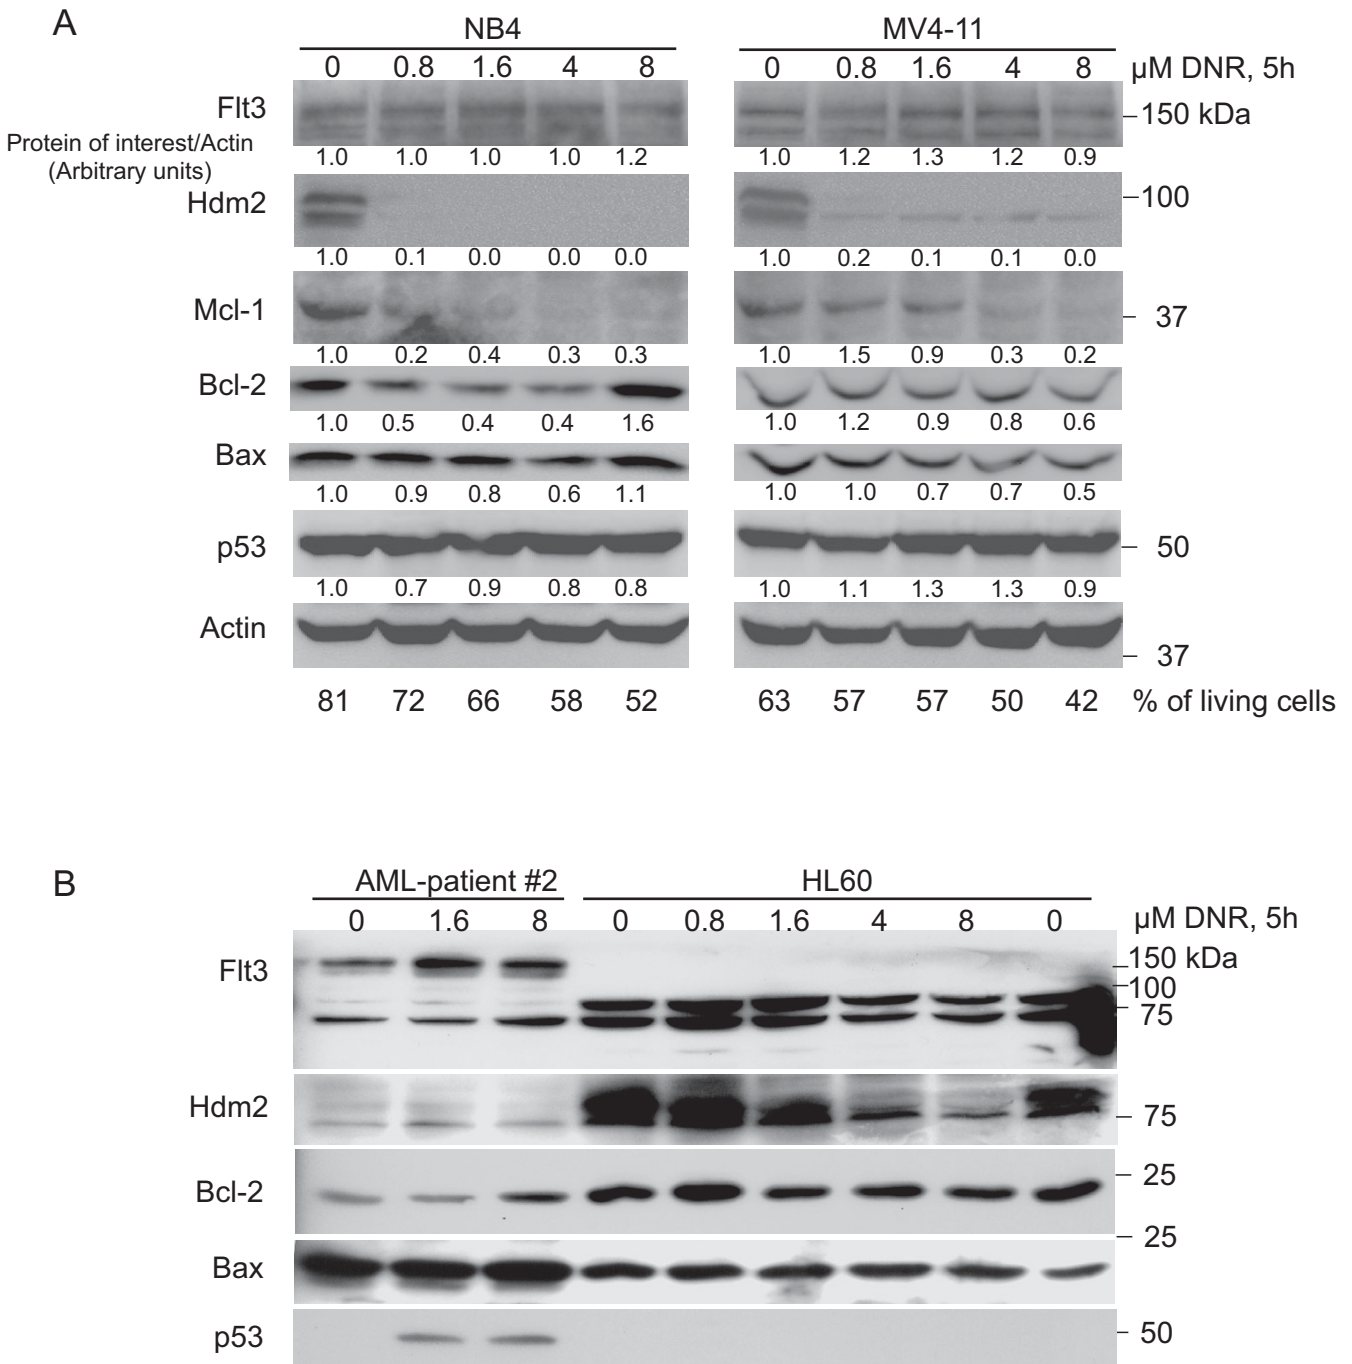 A
NB4 MV4-11
0 0.8 1.6 4 8 0 0.8 1.6 4 8 µM DNR, 5h
Flt3 150 kDa
Protein of interest/Actin
(Arbitrary units)
1.0 1.0 1.0 1.0 1.2 1.0 1.2 1.3 1.2 0.9
Hdm2 100
1.0 0.1 0.0 0.0 0.0 1.0 0.2 0.1 0.1 0.0
Mcl-1 37
1.0 0.2 0.4 0.3 0.3 1.0 1.5 0.9 0.3 0.2
Bcl-2
1.0 0.5 0.4 0.4 1.6 1.0 1.2 0.9 0.8 0.6
Bax
1.0 0.9 0.8 0.6 1.1 1.0 1.0 0.7 0.7 0.5
p53 50
1.0 0.7 0.9 0.8 0.8 1.0 1.1 1.3 1.3 0.9
Actin
37
81 72 66 58 52 63 57 57 50 42 % of living cells
B
AML-patient #2 HL60
0 1.6 8 0 0.8 1.6 4 8 0 µM DNR, 5h
Flt3 150 kDa
100
75
Hdm2 75
Bcl-2 25
25
Bax
p53 50